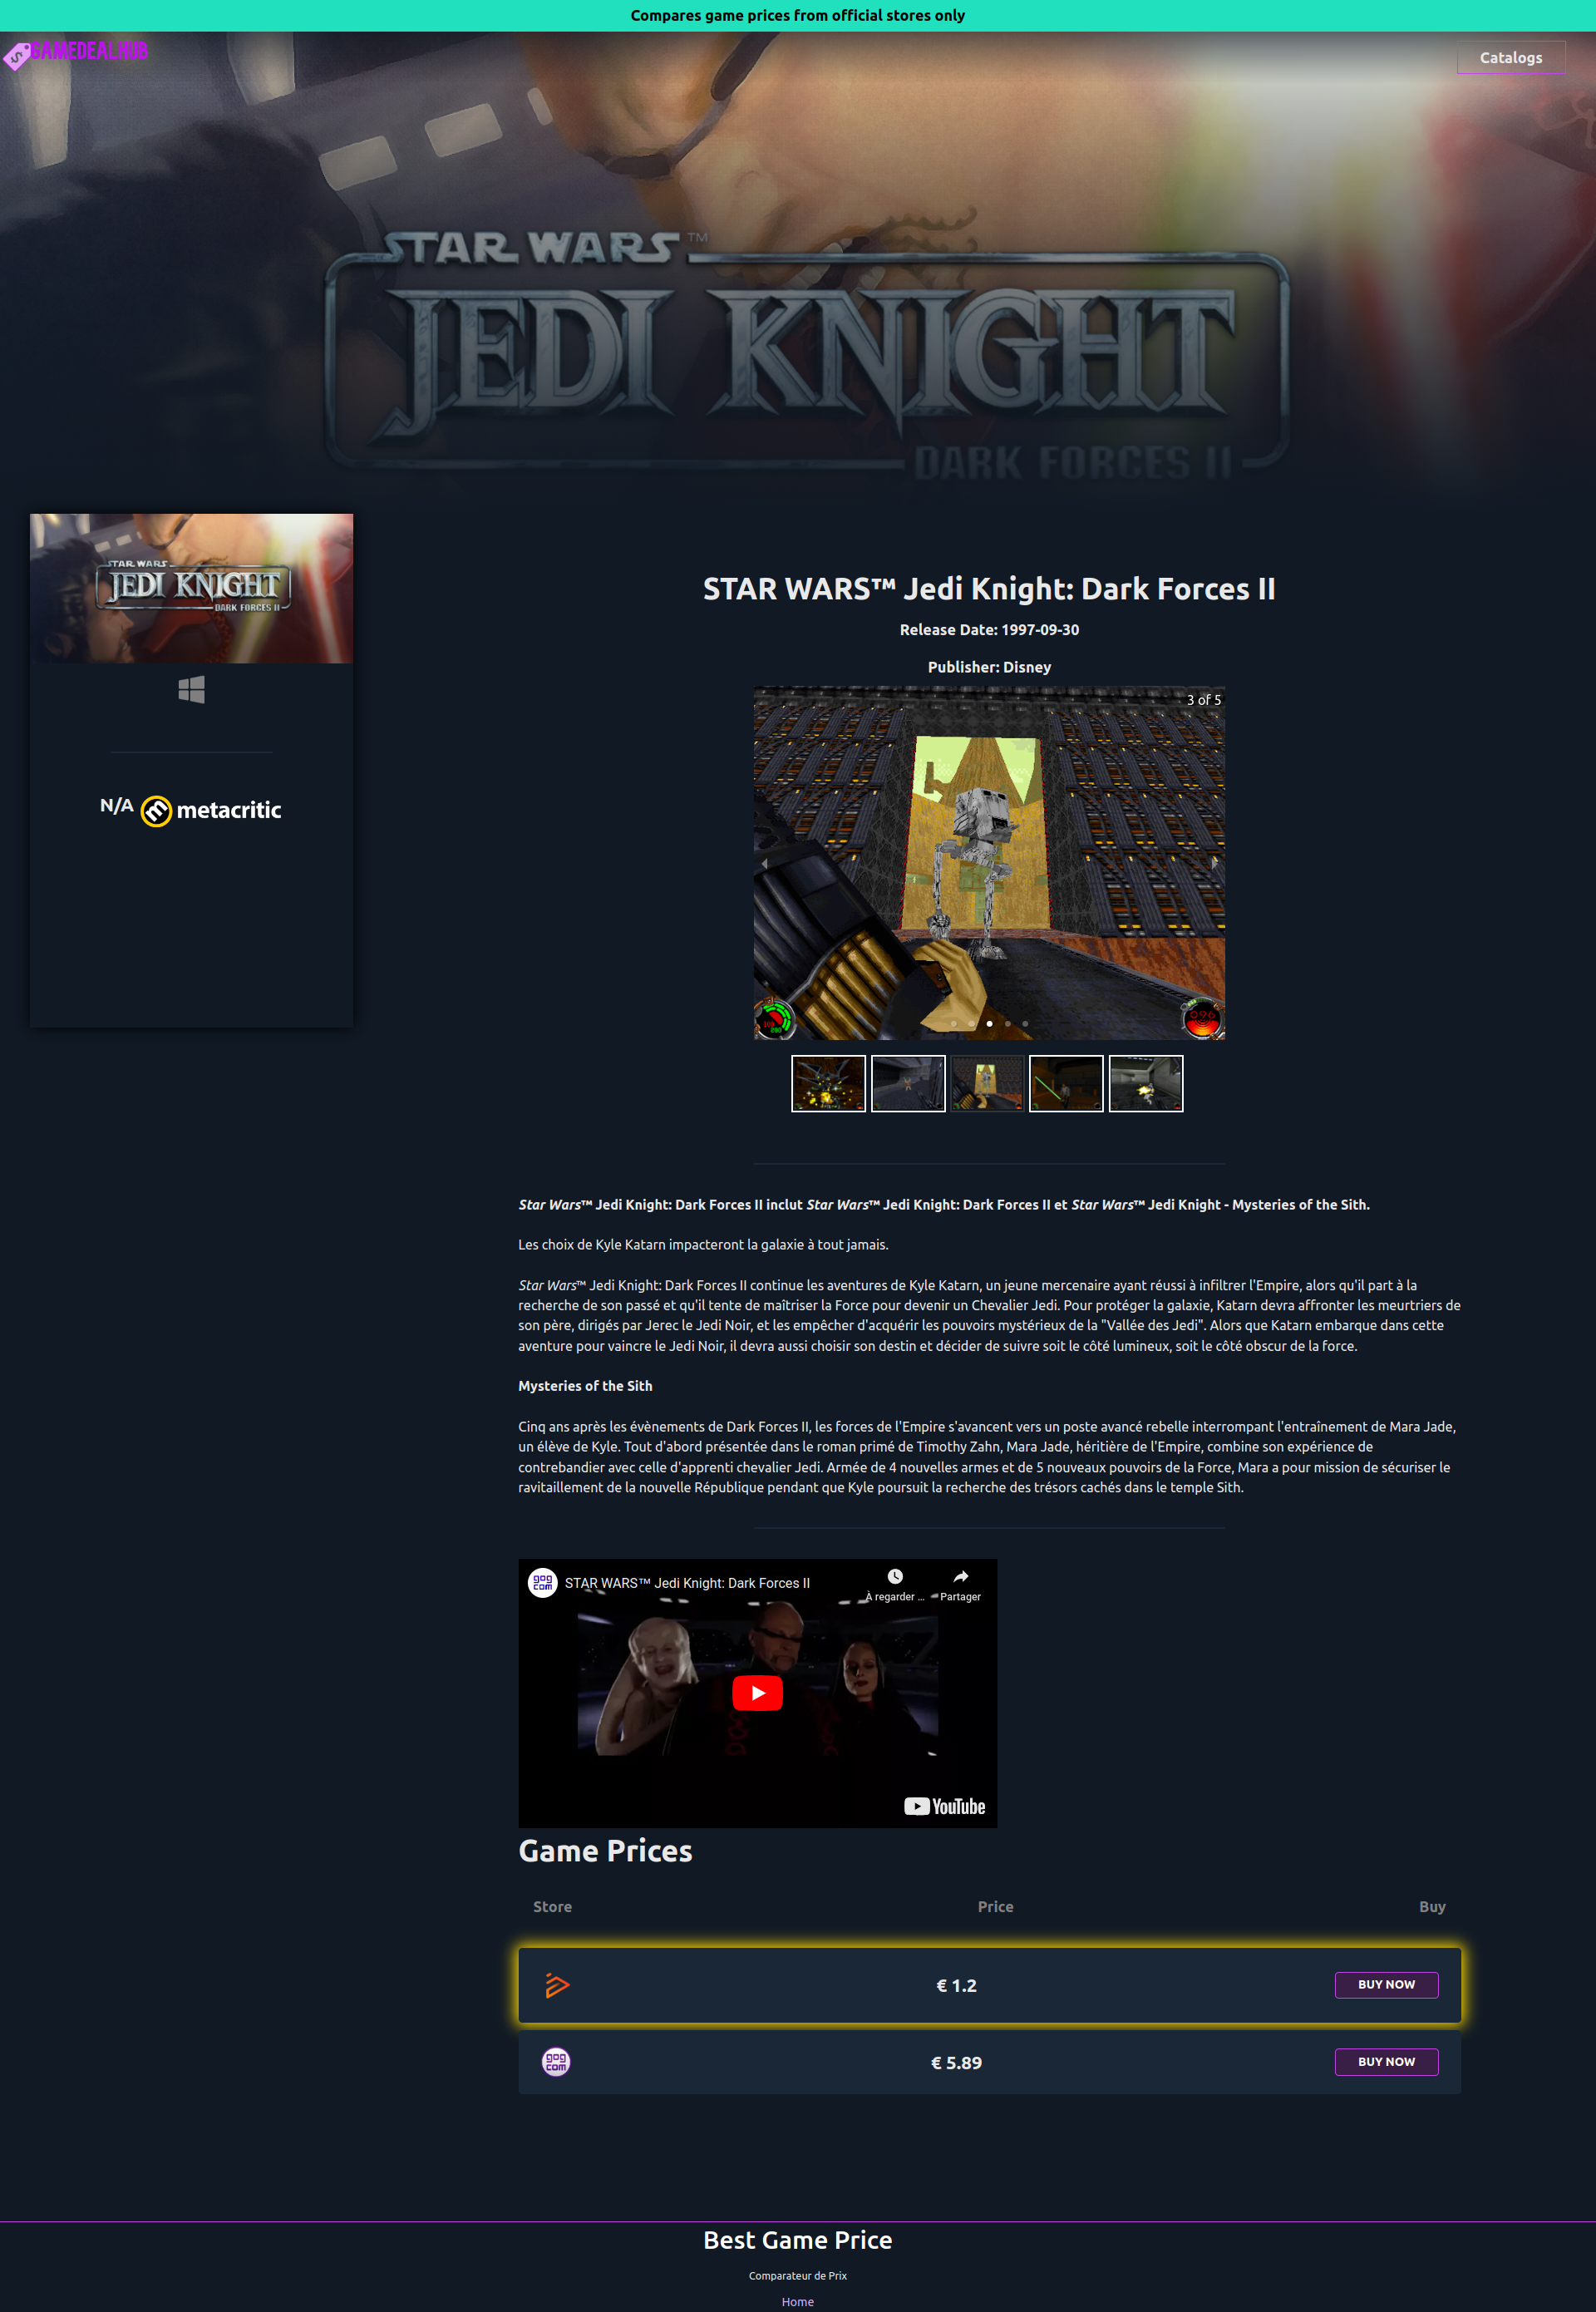 Compares game prices from official stores only
GAMEDEALHUB
Catalogs
STAR WARS™
JEDI KNIGHT
DARK FORCES II
STAR WARS
JEDI KNIGHT
DARK FORCES II
N/A metacritic
STAR WARS™ Jedi Knight: Dark Forces II
Release Date: 1997-09-30
Publisher: Disney
3 of 5
Star Wars™ Jedi Knight: Dark Forces II inclut Star Wars™ Jedi Knight: Dark Forces II et Star Wars™ Jedi Knight - Mysteries of the Sith.
Les choix de Kyle Katarn impacteront la galaxie à tout jamais.
Star Wars™ Jedi Knight: Dark Forces II continue les aventures de Kyle Katarn, un jeune mercenaire ayant réussi à infiltrer l'Empire, alors qu'il part à la
recherche de son passé et qu'il tente de maîtriser la Force pour devenir un Chevalier Jedi. Pour protéger la galaxie, Katarn devra affronter les meurtriers de
son père, dirigés par Jerec le Jedi Noir, et les empêcher d'acquérir les pouvoirs mystérieux de la "Vallée des Jedi". Alors que Katarn embarque dans cette
aventure pour vaincre le Jedi Noir, il devra aussi choisir son destin et décider de suivre soit le côté lumineux, soit le côté obscur de la force.
Mysteries of the Sith
Cinq ans après les évènements de Dark Forces II, les forces de l'Empire s'avancent vers un poste avancé rebelle interrompant l'entraînement de Mara Jade,
un élève de Kyle. Tout d'abord présentée dans le roman primé de Timothy Zahn, Mara Jade, héritière de l'Empire, combine son expérience de
contrebandier avec celle d'apprenti chevalier Jedi. Armée de 4 nouvelles armes et de 5 nouveaux pouvoirs de la Force, Mara a pour mission de sécuriser le
ravitaillement de la nouvelle République pendant que Kyle poursuit la recherche des trésors cachés dans le temple Sith.
gog com STAR WARS™ Jedi Knight: Dark Forces II
À regarder ... Partager
YouTube
Game Prices
Store Price Buy
€ 1.2 BUY NOW
gog com € 5.89 BUY NOW
Best Game Price
Comparateur de Prix
Home